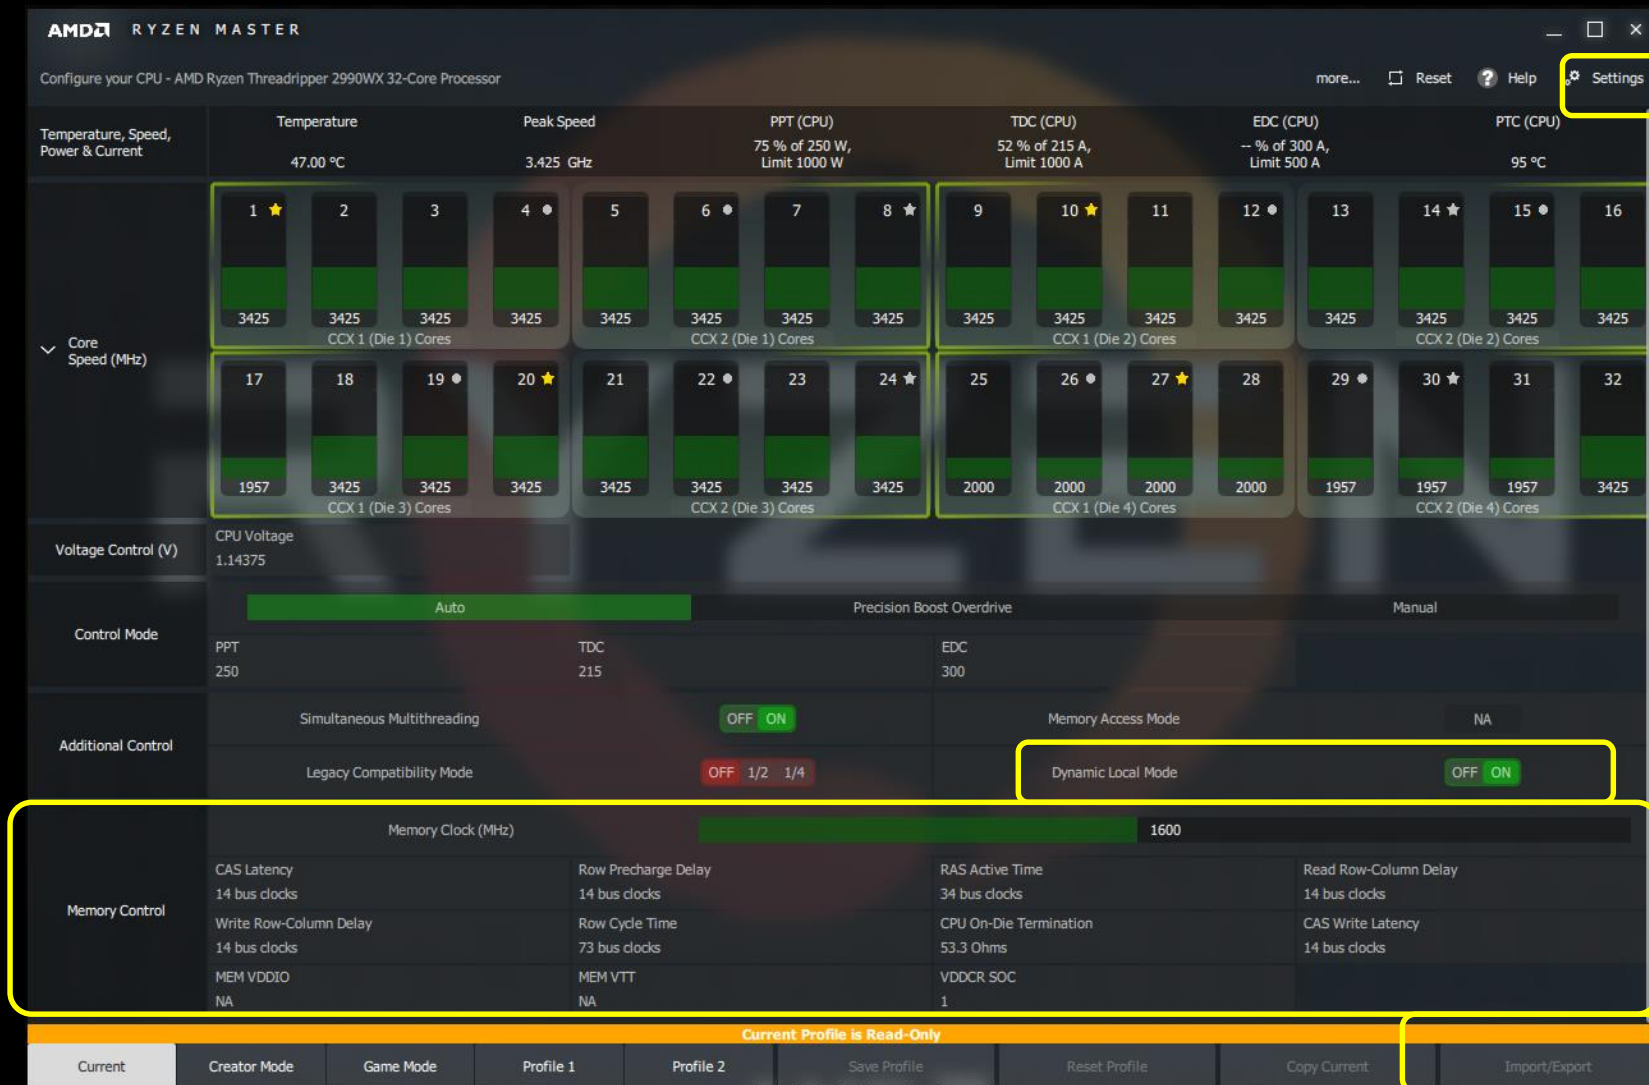 AMD RYZEN MASTER
Configure your CPU - AMD Ryzen Threadripper 2990WX 32-Core Processor
more... Reset Help Settings
Temperature, Speed,
Power & Current
Temperature
47.00 °C
Peak Speed
3.425 GHz
PPT (CPU)
75 % of 250 W,
Limit 1000 W
TDC (CPU)
52 % of 215 A,
Limit 1000 A
EDC (CPU)
-- % of 300 A,
Limit 500 A
PTC (CPU)
95 °C
Core
Speed (MHz)
1 2 3 4 5 6 7 8 9 10 11 12 13 14 15 16
3425 3425 3425 3425 3425 3425 3425 3425 3425 3425 3425 3425 3425 3425 3425 3425
CCX 1 (Die 1) Cores CCX 2 (Die 1) Cores CCX 1 (Die 2) Cores CCX 2 (Die 2) Cores
17 18 19 20 21 22 23 24 25 26 27 28 29 30 31 32
1957 3425 3425 3425 3425 3425 3425 3425 2000 2000 2000 2000 1957 1957 1957 3425
CCX 1 (Die 3) Cores CCX 2 (Die 3) Cores CCX 1 (Die 4) Cores CCX 2 (Die 4) Cores
RYZEN
Voltage Control (V)
CPU Voltage
1.14375
Control Mode
Auto Precision Boost Overdrive Manual
PPT TDC EDC
250 215 300
Additional Control
Simultaneous Multithreading OFF ON Memory Access Mode NA
Legacy Compatibility Mode OFF 1/2 1/4 Dynamic Local Mode OFF ON
Memory Control
Memory Clock (MHz) 1600
CAS Latency Row Precharge Delay RAS Active Time Read Row-Column Delay
14 bus clocks 14 bus clocks 34 bus clocks 14 bus clocks
Write Row-Column Delay Row Cycle Time CPU On-Die Termination CAS Write Latency
14 bus clocks 73 bus clocks 53.3 Ohms 14 bus clocks
MEM VDDIO MEM VTT VDDCR SOC
NA NA 1
Current Profile is Read-Only
Current Creator Mode Game Mode Profile 1 Profile 2 Save Profile Reset Profile Copy Current Import/Export